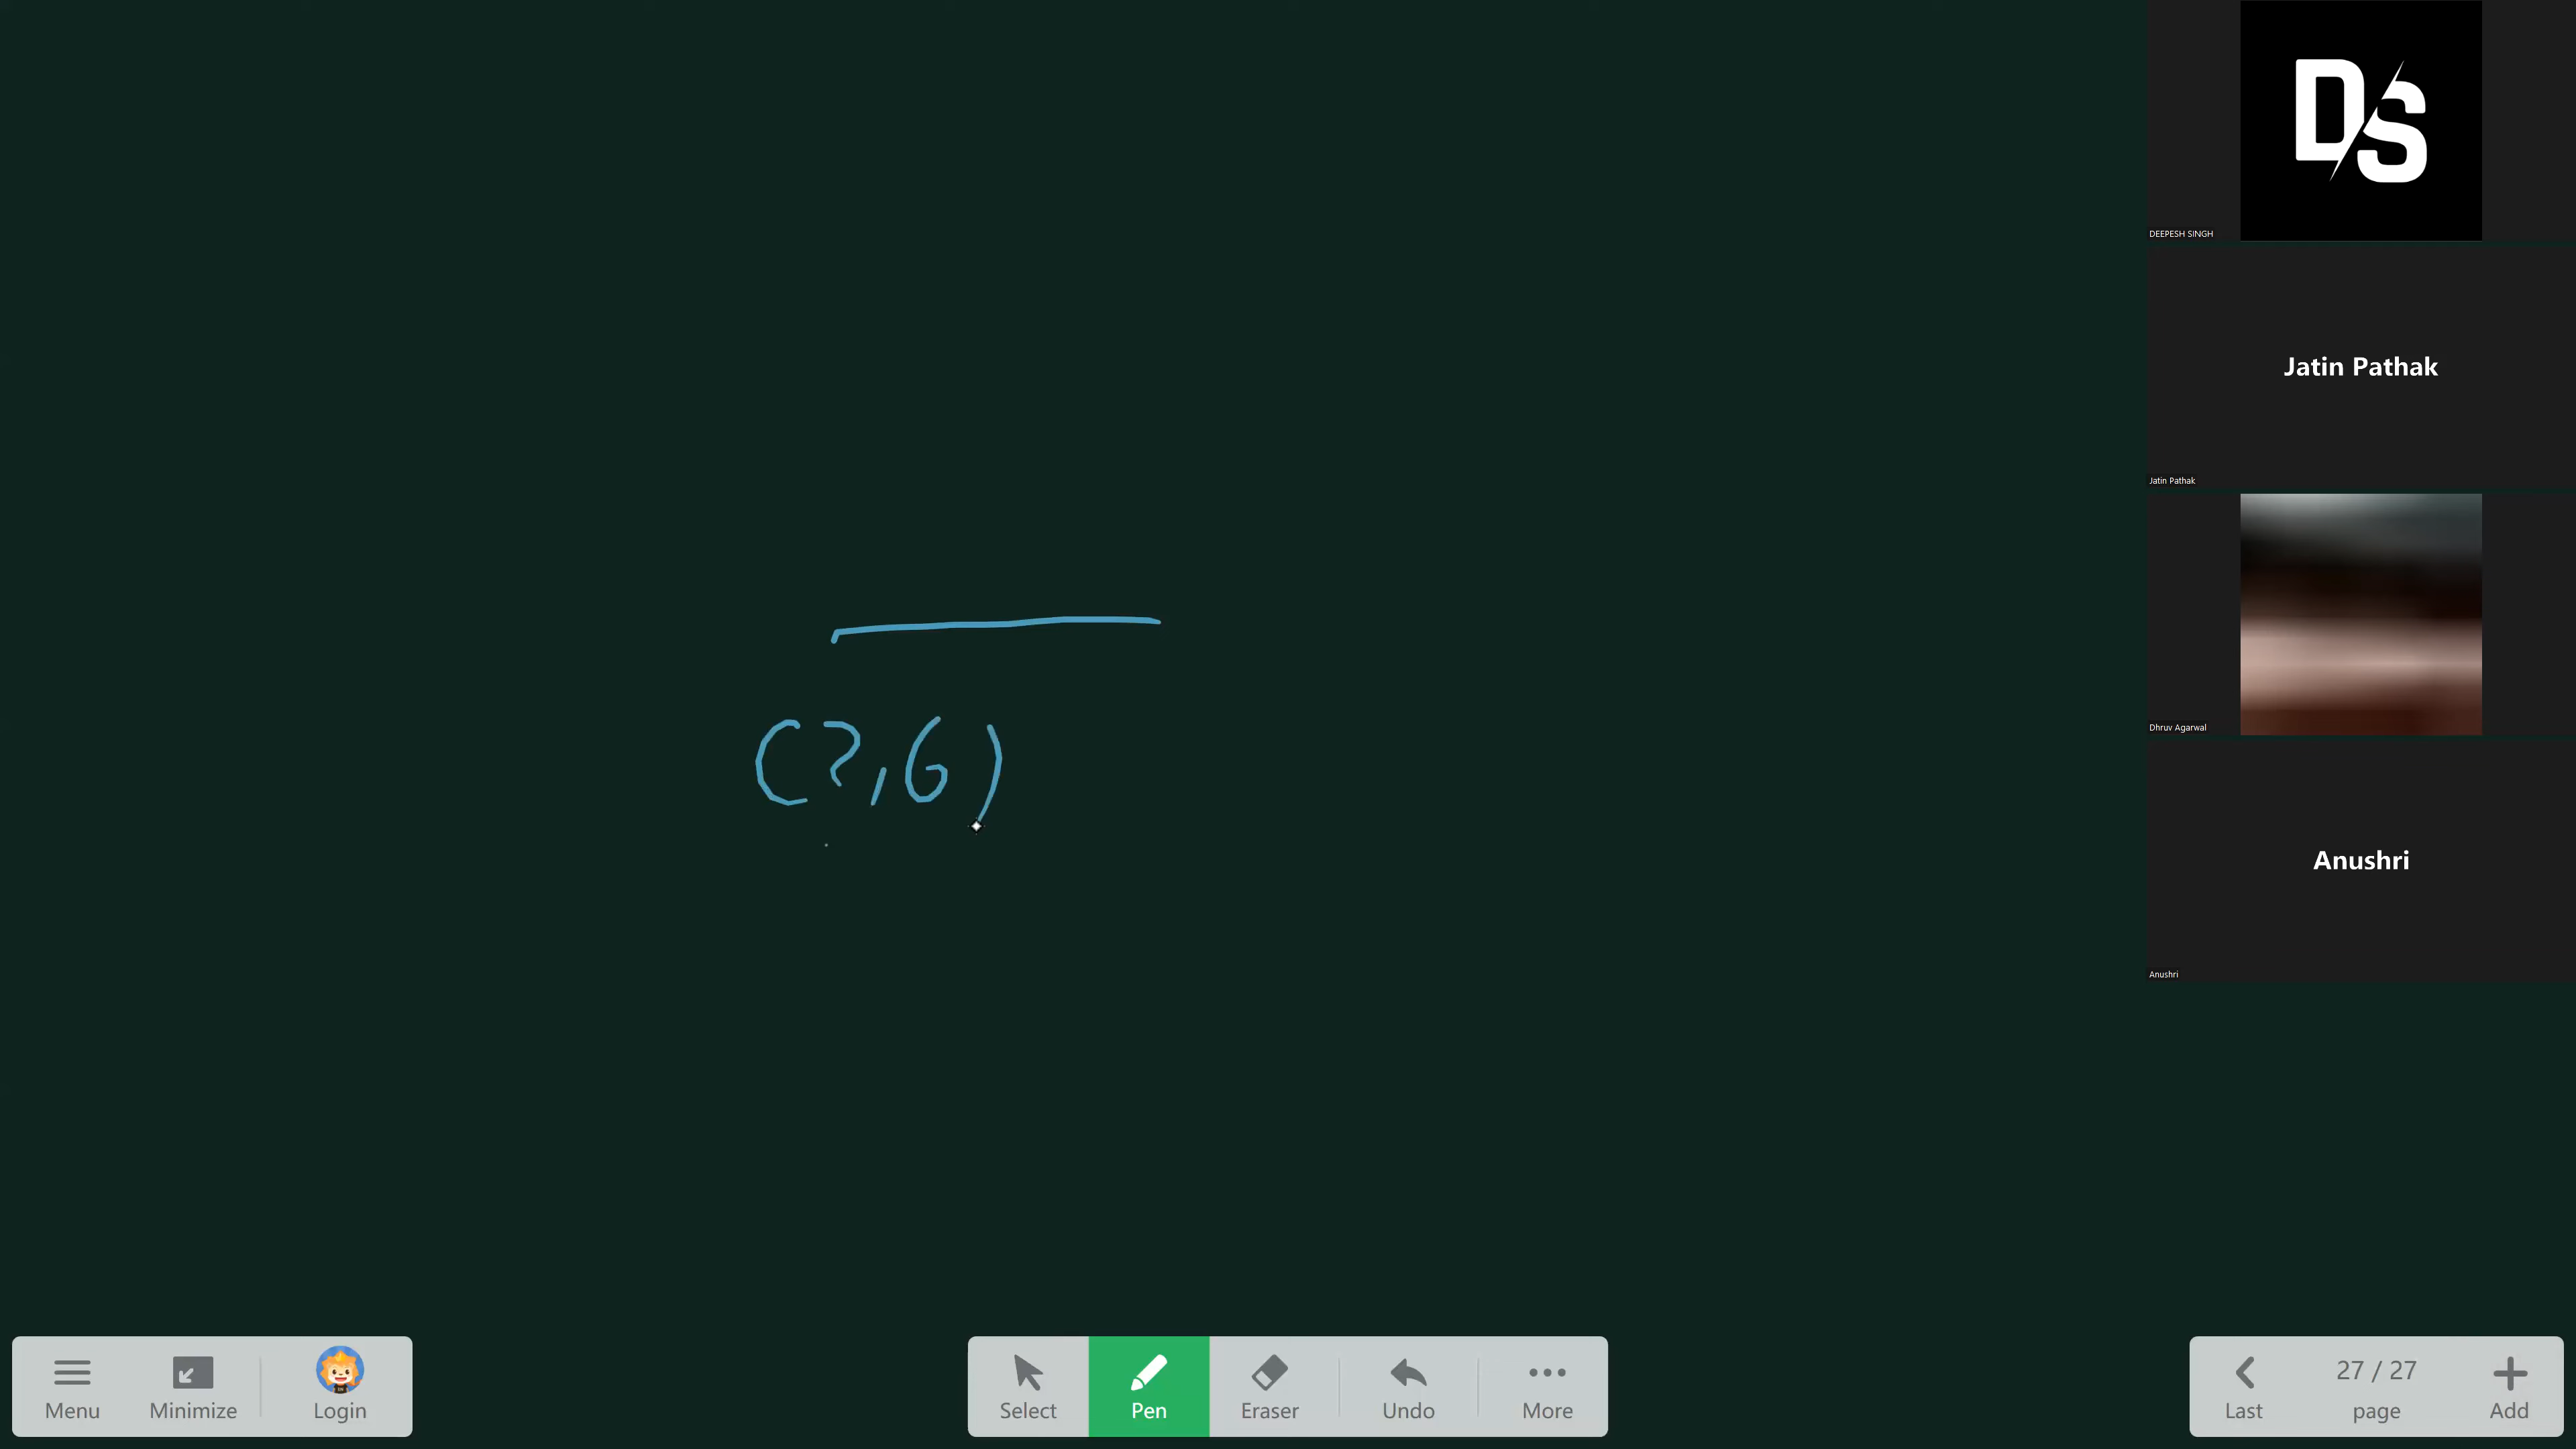 DS
DEEPESH SINGH
Jatin Pathak
Jatin Pathak
Dhruv Agarwal
(?,6)
Anushri
Anushri
Menu
Minimize
Login
Select
Pen
Eraser
Undo
More
Last
27 / 27
page
Add